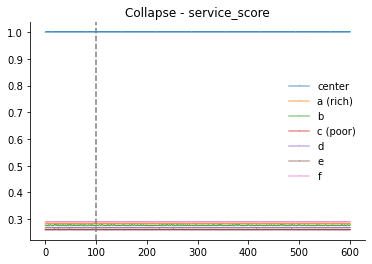 Collapse - service_score
1.0
0.9
0.8
0.7
0.6
0.5
0.4
0.3
center
a (rich)
b
c (poor)
d
e
f
0 100 200 300 400 500 600